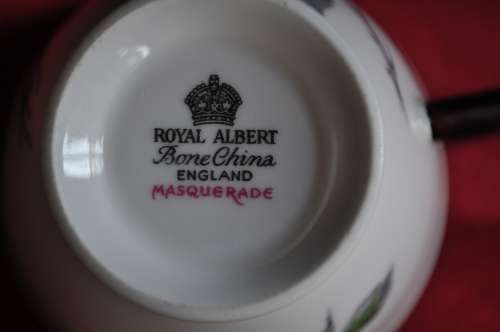 ROYAL ALBERT
Bone China
ENGLAND
MASQUERADE